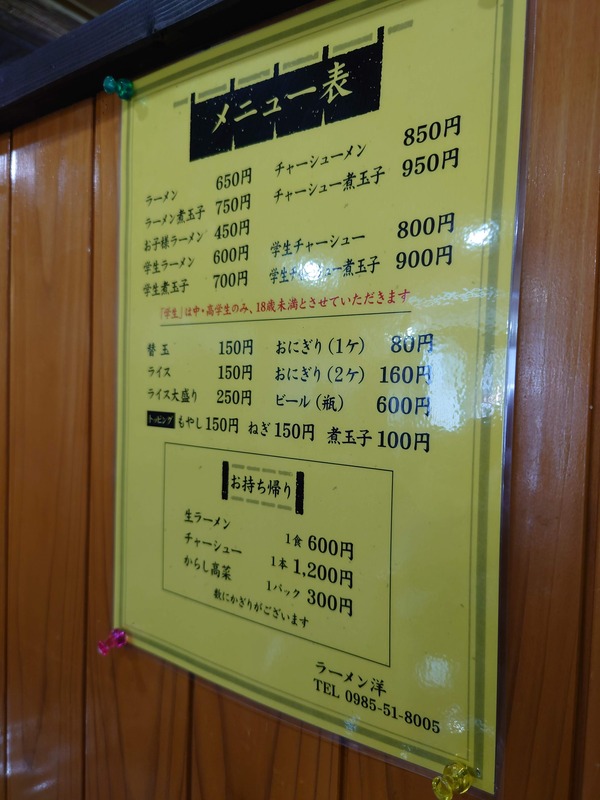 メニュー表
ラーメン 650円
ラーメン煮玉子 750円
お子様ラーメン 450円
学生ラーメン 600円
学生煮玉子 700円
チャーシューメン 850円
チャーシュー煮玉子 950円
学生チャーシュー 800円
学生チャーシュー煮玉子 900円
「学生」は中・高学生のみ、18歳未満とさせていただきます
替玉 150円 おにぎり(1ケ) 80円
ライス 150円 おにぎり(2ケ) 160円
ライス大盛り 250円 ビール(瓶) 600円
トッピング もやし150円 ねぎ150円 煮玉子100円
お持ち帰り
生ラーメン 1食 600円
チャーシュー 1本 1,200円
からし高菜 1パック 300円
数にかぎりがございます
ラーメン洋
TEL 0985-51-8005